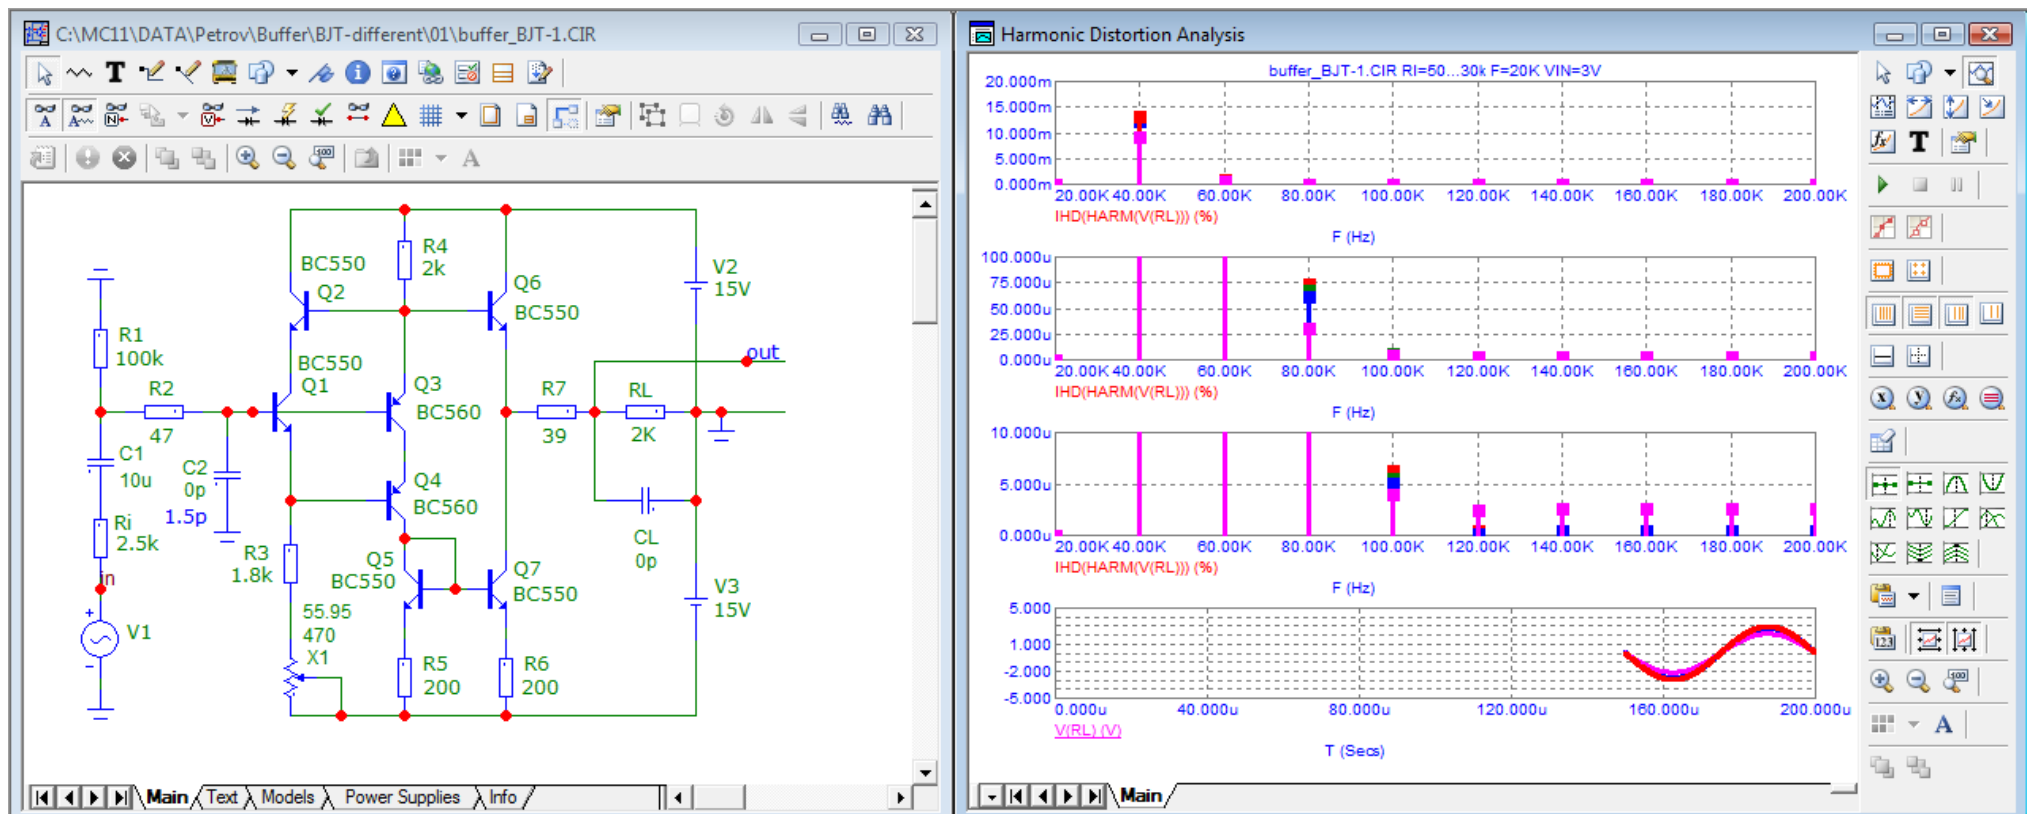 C:\MC11\DATA\Petrov\Buffer\BJT-different\01\buffer_BJT-1.CIR
BC550
Q2
R4
2k
Q6
BC550
V2
15V
R1
100k
BC550
Q1
R2
47
Q3
BC560
out
R7
39
RL
2K
C1
10u
C2
0p
1.5p
Q4
BC560
Ri
2.5k
in
R3
1.8k
Q5
BC550
Q7
BC550
CL
0p
V3
15V
V1
55.95
470
X1
R5
200
R6
200
Main
Text
Models
Power Supplies
Info
Harmonic Distortion Analysis
buffer_BJT-1.CIR RI=50...30k F=20K VIN=3V
20.000m
15.000m
10.000m
5.000m
0.000m
20.00K 40.00K 60.00K 80.00K 100.00K 120.00K 140.00K 160.00K 180.00K 200.00K
IHD(HARM(V(RL))) (%)
F (Hz)
100.000u
75.000u
50.000u
25.000u
0.000u
20.00K 40.00K 60.00K 80.00K 100.00K 120.00K 140.00K 160.00K 180.00K 200.00K
IHD(HARM(V(RL))) (%)
F (Hz)
10.000u
5.000u
0.000u
20.00K 40.00K 60.00K 80.00K 100.00K 120.00K 140.00K 160.00K 180.00K 200.00K
IHD(HARM(V(RL))) (%)
F (Hz)
5.000
1.000
-2.000
-5.000
0.000u 40.000u 80.000u 120.000u 160.000u 200.000u
V(RL) (V)
T (Secs)
Main